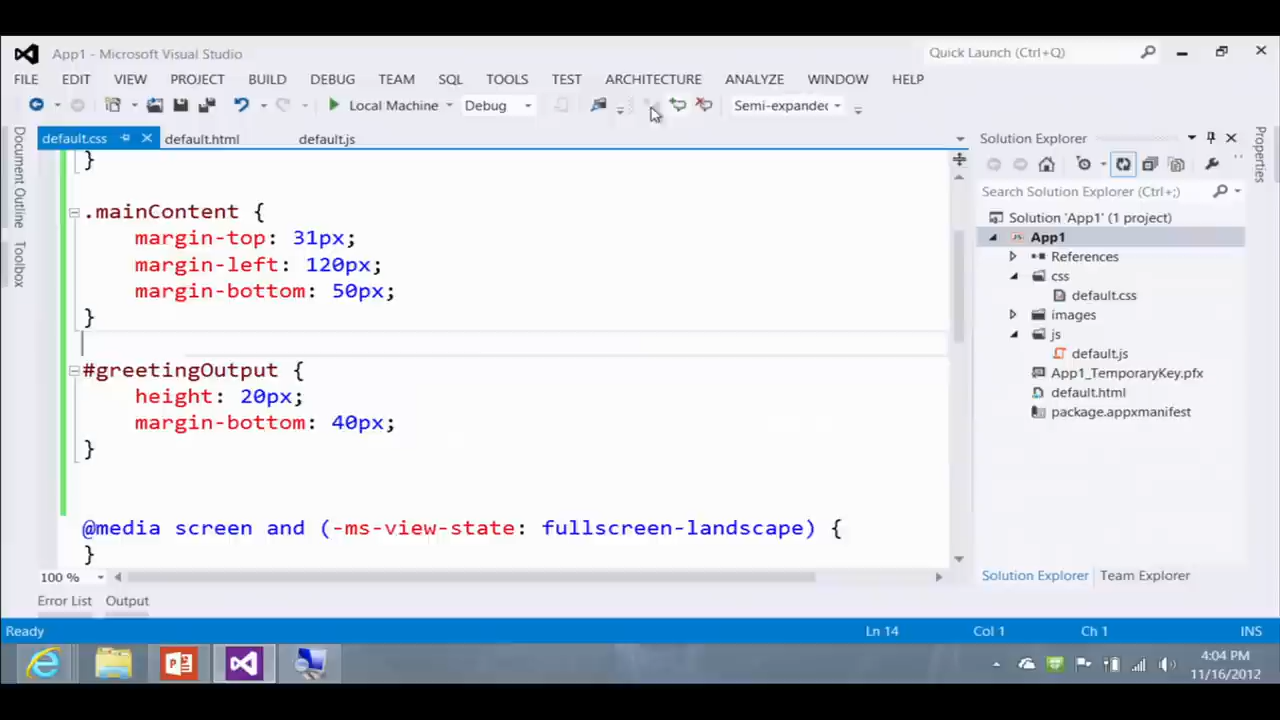 App1 - Microsoft Visual Studio
Quick Launch (Ctrl+Q)
FILE EDIT VIEW PROJECT BUILD DEBUG TEAM SQL TOOLS TEST ARCHITECTURE ANALYZE WINDOW HELP
Local Machine Debug Semi-expanded
default.css default.html default.js
Solution Explorer
Document Outline
Toolbox
Properties
Search Solution Explorer (Ctrl+;)
}
.mainContent {
margin-top: 31px;
margin-left: 120px;
margin-bottom: 50px;
}
#greetingOutput {
height: 20px;
margin-bottom: 40px;
}
@media screen and (-ms-view-state: fullscreen-landscape) {
}
Solution 'App1' (1 project)
App1
References
css
default.css
images
js
default.js
App1_TemporaryKey.pfx
default.html
package.appxmanifest
100 %
Solution Explorer Team Explorer
Error List Output
Ready Ln 14 Col 1 Ch 1 INS
4:04 PM
11/16/2012